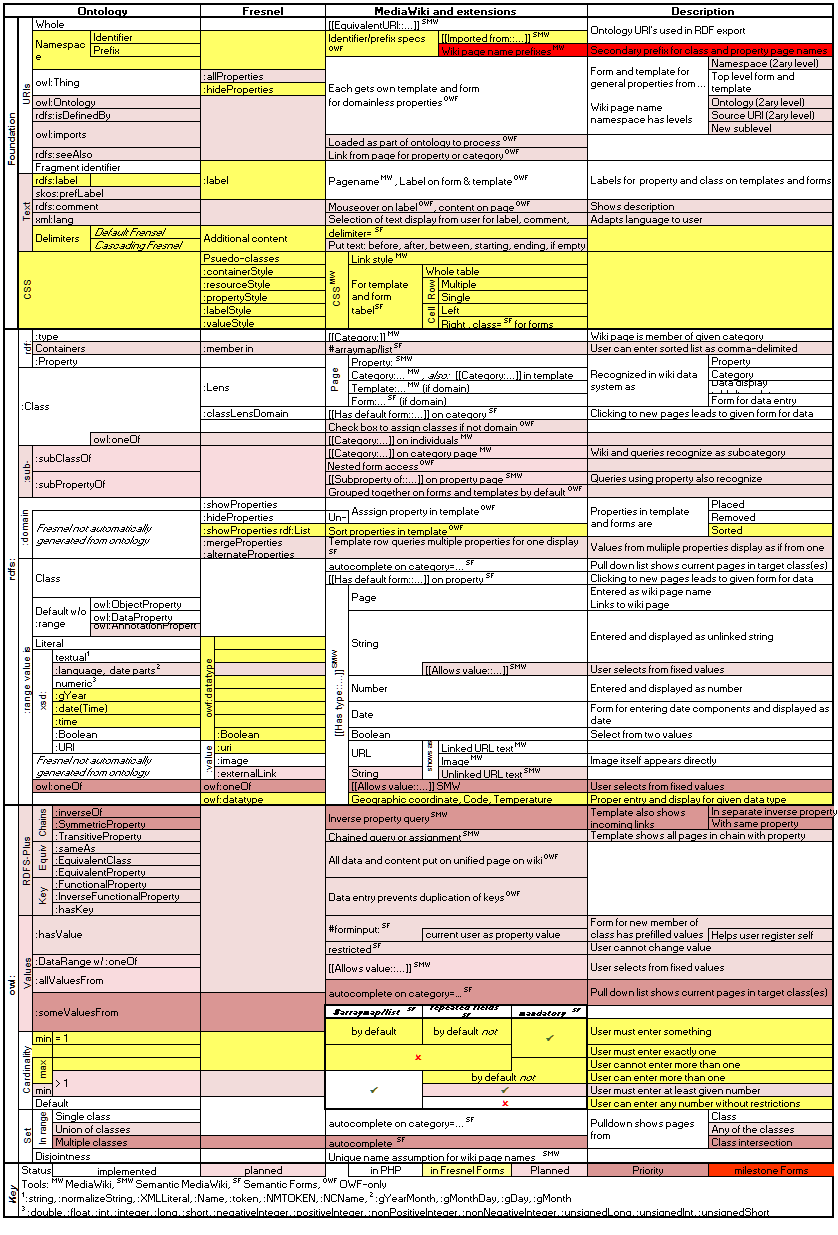 Ontology Fresnel MediaWiki and extensions Description
Foundation
URIs
Whole [[EquivalentURI::...]] SMW Ontology URI's used in RDF export
Namespace Identifier Identifier/prefix specs OWF [[Imported from::...]] SMW
Prefix Wiki page name prefixes MW Secondary prefix for class and property page names
owl:Thing :allProperties Each gets own template and form for domainless properties OWF Form and template for general properties from... Namespace (2ary level)
:hideProperties Top level form and template
owl:Ontology Wiki page name namespace has levels Ontology (2ary level)
rdfs:isDefinedBy Source URI (2ary level)
owl:imports New sublevel
Loaded as part of ontology to process OWF
rdfs:seeAlso Link from page for property or category OWF
Fragment identifier
Text
rdfs:label :label Pagename MW, Label on form & template OWF Labels for property and class on templates and forms
skos:prefLabel
rdfs:comment Mouseover on label OWF, content on page OWF Shows description
xml:lang Selection of text display from user for label, comment, Adapts language to user
Delimiters Default Frensel Additional content delimiter= SF
Cascading Fresnel Put text: before, after, between, starting, ending, if empty
CSS
Psuedo-classes CSS MW Link style MW
:containerStyle For template and form tabel SF Whole table
:resourceStyle Cell Row Multiple
:propertyStyle Single
:labelStyle Left
:valueStyle Right , class= SF for forms
rdfs:
rdf:
:type [[Category:]] MW Wiki page is member of given category
Containers :member in #arraymap/list SF User can enter sorted list as comma-delimited
:Property Page Property: SMW Recognized in wiki data system as Property
:Class :Lens Category:... MW, also: [[Category:...]] in template Category
Template:... MW (if domain) Data display
Form:... SF (if domain) Form for data entry
:classLensDomain [[Has default form::...]] on category SF Clicking to new pages leads to given form for data
Check box to assign classes if not domain OWF
owl:oneOf [[Category:...]] on individuals MW
:sub-
:subClassOf [[Category:...]] on category page MW Wiki and queries recognize as subcategory
Nested form access OWF
:subPropertyOf [[Subproperty of::...]] on property page SMW Queries using property also recognize
Grouped together on forms and templates by default OWF
:domain
Fresnel not automatically generated from ontology :showProperties Asssign property in template OWF Properties in template and forms are Placed
:hideProperties Un- Removed
:showProperties rdf:List Sort properties in template OWF Sorted
:mergeProperties Template row queries multiple properties for one display SF Values from muliple properties display as if from one
:alternateProperties
:range value is
Class autocomplete on category=... SF Pull down list shows current pages in target class(es)
[[Has default form::...]] on property SF Clicking to new pages leads to given form for data
Default w/o :range owl:ObjectProperty [[Has type::...]] SMW Page Entered as wiki page name
Links to wiki page
owl:DataProperty String Entered and displayed as unlinked string
owl:AnnotationPropert
Literal owf:datatype
xsd: textual 1
:language, date parts 2 [[Allows value::...]] SMW User selects from fixed values
numeric 3 Number Entered and displayed as number
:gYear
:date(Time) Date Form for entering date components and displayed as date
:time
:Boolean :Boolean Boolean Select from two values
:URI :value :uri URL Linked URL text MW
Fresnel not automatically generated from ontology :image Image MW Image itself appears directly
:externalLink String Unlinked URL text MW
owl:oneOf owf:oneOf [[Allows value::...]] SMW User selects from fixed values
owf:datatype Geographic coordinate, Code, Temperature Proper entry and display for given data type
owl:
RDFS-Plus
Chains :inverseOf Inverse property query SMW Template also shows incoming links In separate inverse property
:SymmetricProperty With same property
:TransitiveProperty Chained query or assignment SMW Template shows all pages in chain with property
Equiv :sameAs All data and content put on unified page on wiki OWF
:EquivalentClass
:EquivalentProperty
Key :FunctionalProperty Data entry prevents duplication of keys OWF
:InverseFunctionalProperty
:hasKey
Values
:hasValue #forminput: SF current user as property value Form for new member of class has prefilled values Helps user register self
restricted SF User cannot change value
:DataRange w/ :oneOf [[Allows value::...]] SMW User selects from fixed values
:allValuesFrom
:someValuesFrom autocomplete on category=... SF Pull down list shows current pages in target class(es)
#arraymap/list SF repeated fields SF mandatory SF
Cardinality
min = 1 by default by default not ✔ User must enter something
✘ User must enter exactly one
max User cannot enter more than one
> 1 by default not User can enter more than one
min ✔ ✔ User must enter at least given number
Default ✘ User can enter any number without restrictions
Set
In range Single class autocomplete on category=... SF Pulldown shows pages from Class
Union of classes Any of the classes
Multiple classes autocomplete SF Class intersection
Disjointness Unique name assumption for wiki page names SMW
Key
Status implemented planned in PHP in Fresnel Forms Planned Priority milestone Forms
Tools: MW MediaWiki, SMW Semantic MediaWiki, SF Semantic Forms, OWF OWF-only
1 :string, :normalizeString, :XMLLiteral, :Name, :token, :NMTOKEN, :NCName, 2 :gYearMonth, :gMonthDay, :gDay, :gMonth
3 :double, :float, :int, :integer, :long, :short, :negativeInteger, :positiveInteger, :nonPositiveInteger, :nonNegativeInteger, :unsignedLong, :unsignedInt, :unsignedShort